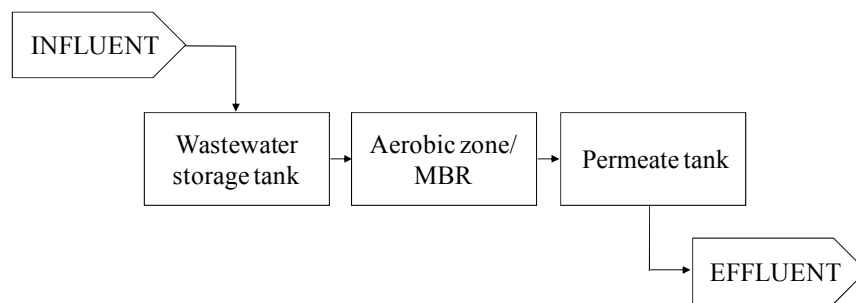 INFLUENT
Wastewater
storage tank
Aerobic zone/
MBR
Permeate tank
EFFLUENT